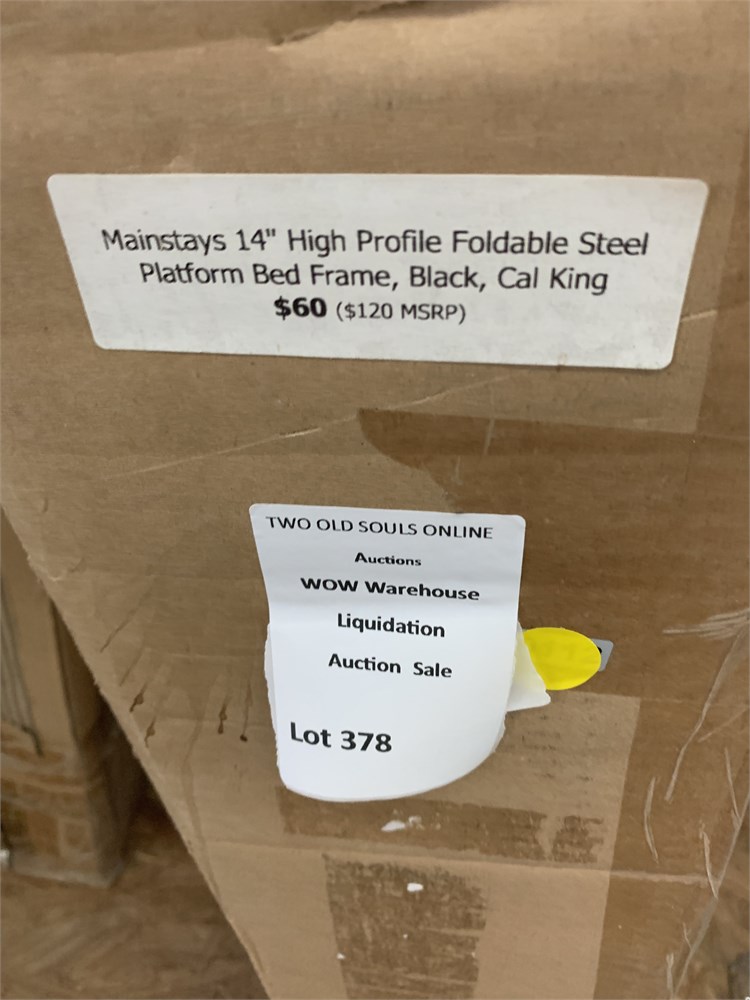 Mainstays 14" High Profile Foldable Steel
Platform Bed Frame, Black, Cal King
$60 ($120 MSRP)
TWO OLD SOULS ONLINE
Auctions
WOW Warehouse
Liquidation
Auction Sale
Lot 378